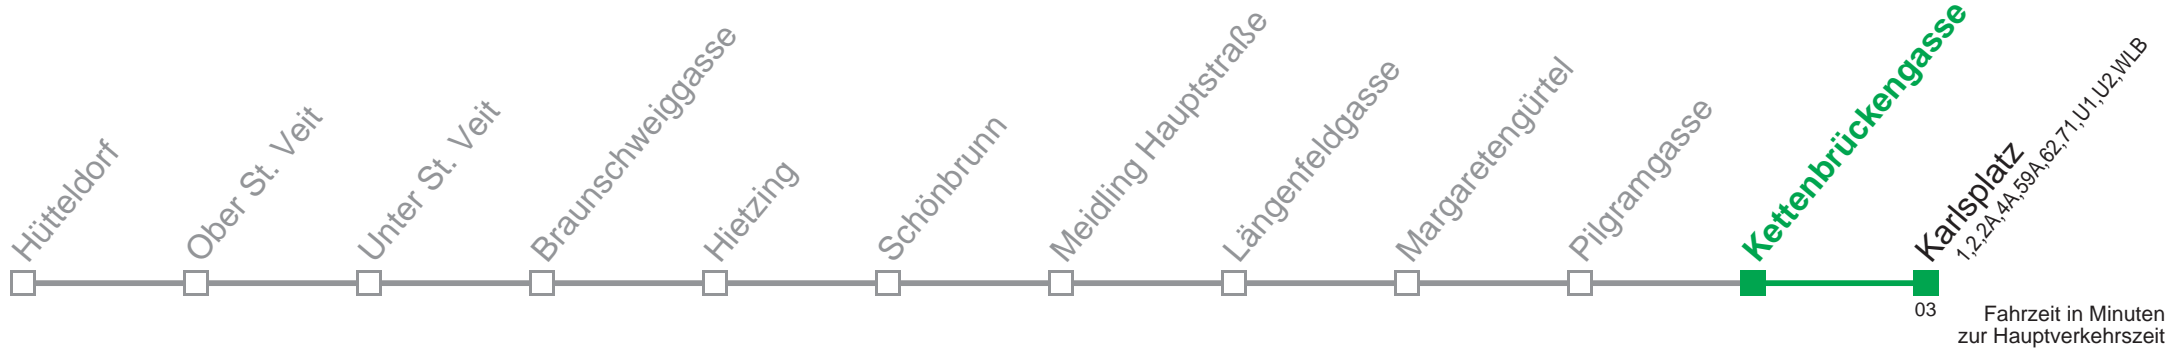 Hütteldorf
Ober St. Veit
Unter St. Veit
Braunschweiggasse
Hietzing
Schönbrunn
Meidling Hauptstraße
Längenfeldgasse
Margaretengürtel
Pilgramgasse
Kettenbrückengasse
Karlsplatz
1,2,2A,4A,59A,62,71,U1,U2,WLB
03
Fahrzeit in Minuten
zur Hauptverkehrszeit